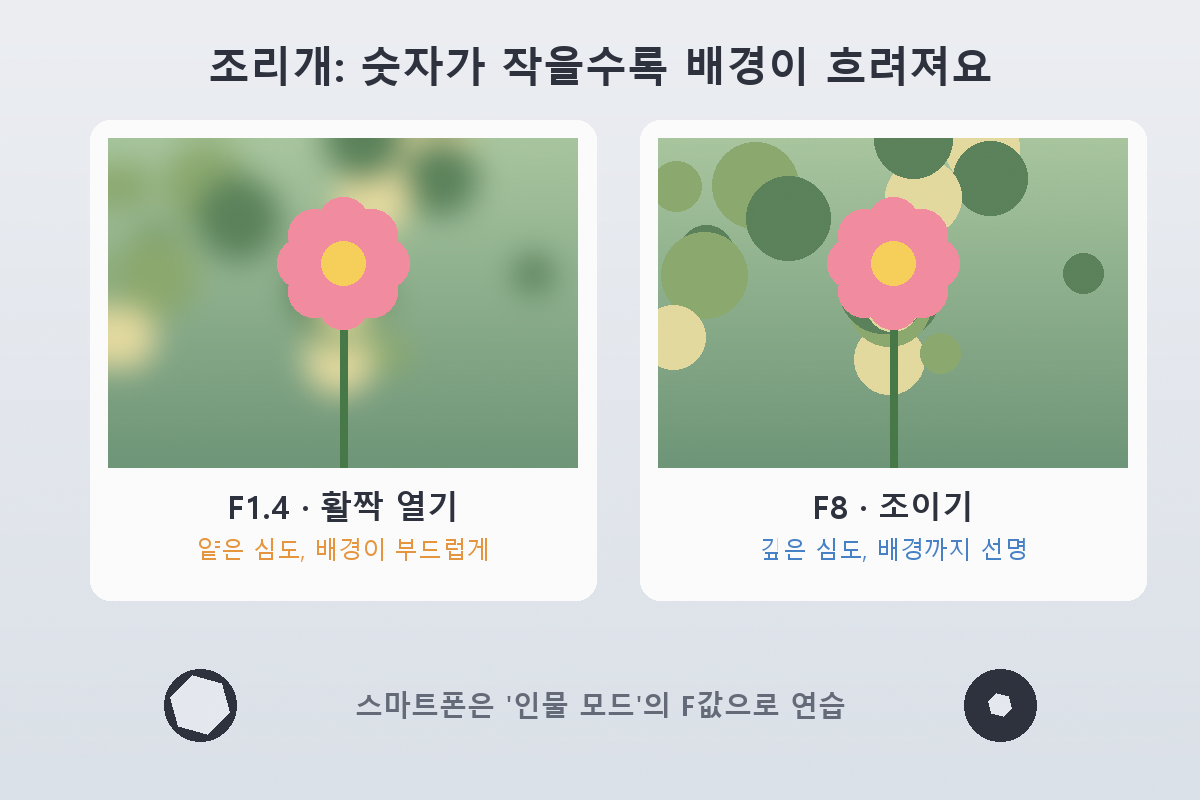 조리개: 숫자가 작을수록 배경이 흐려져요
F1.4 · 활짝 열기
얕은 심도, 배경이 부드럽게
F8 · 조이기
깊은 심도, 배경까지 선명
스마트폰은 '인물 모드'의 F값으로 연습